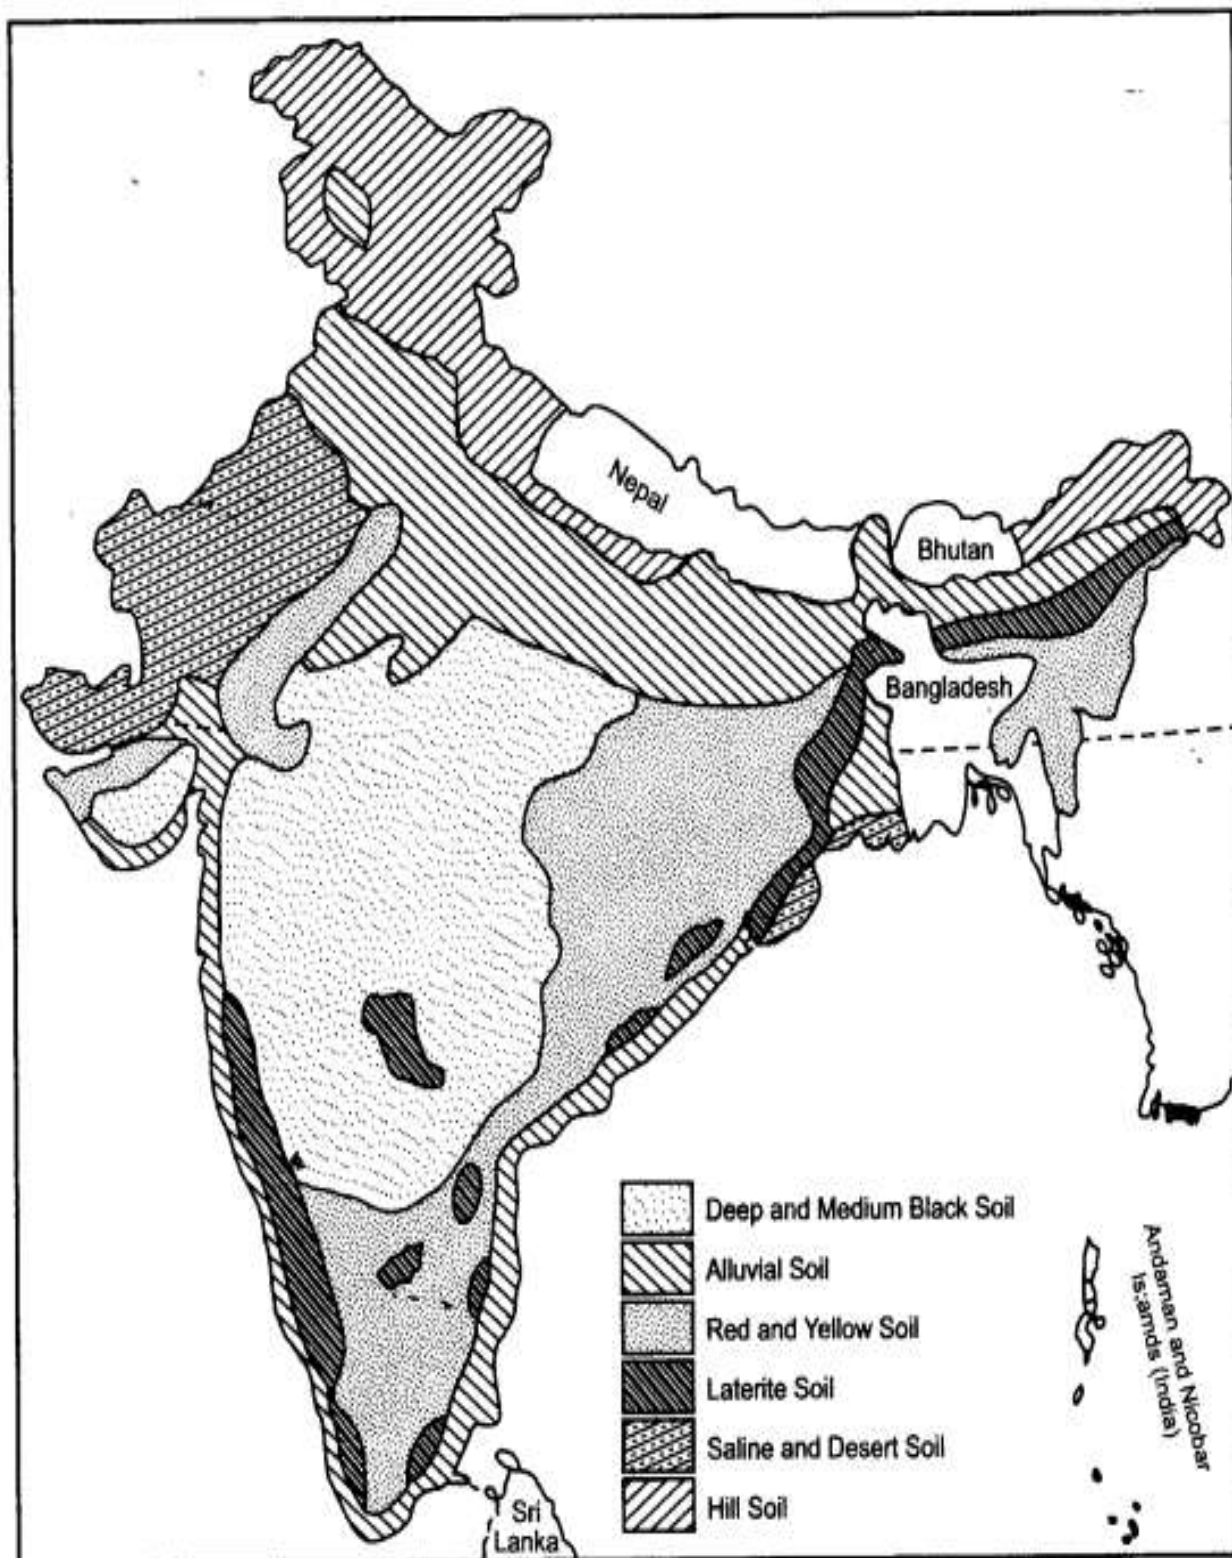 Nepal
Bhutan
Bangladesh
Deep and Medium Black Soil
Alluvial Soil
Red and Yellow Soil
Laterite Soil
Saline and Desert Soil
Hill Soil
Andaman and Nicobar
Is:amds (India)
Sri
Lanka